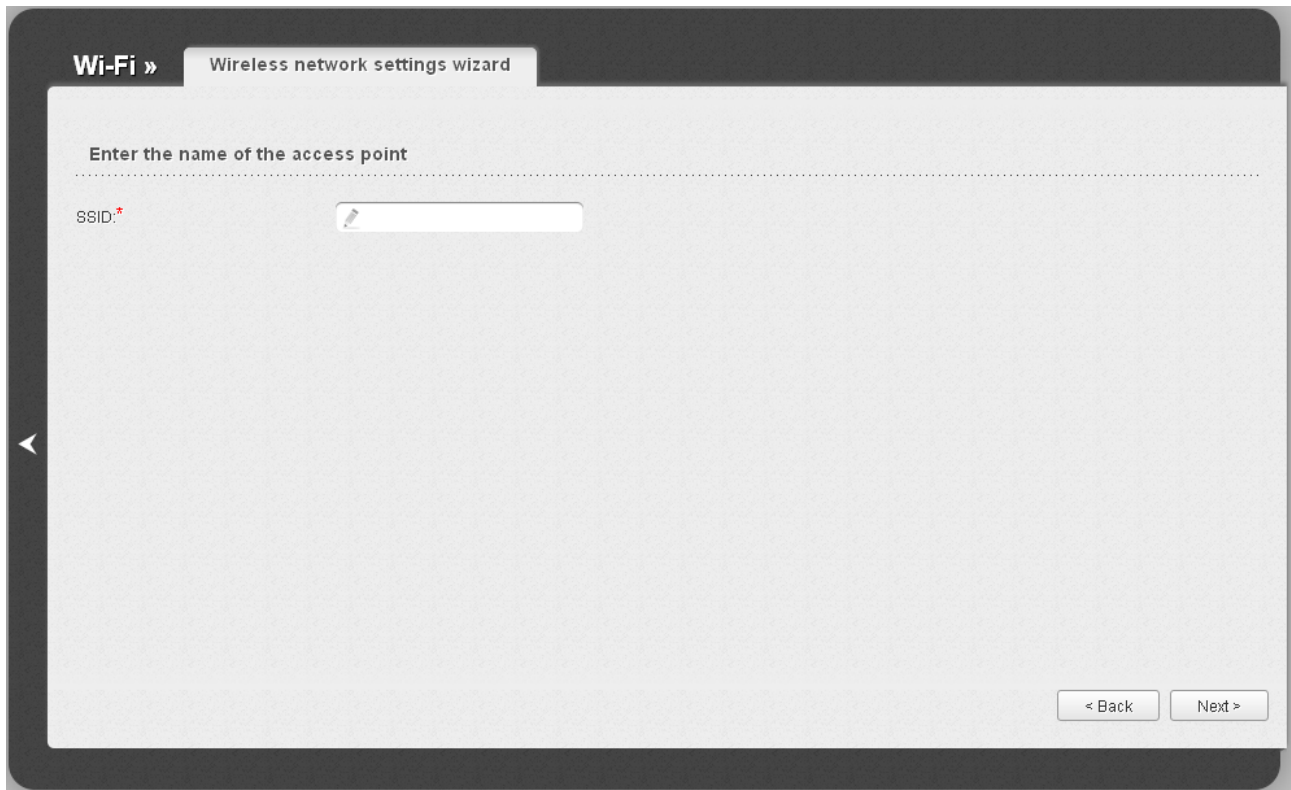 Wi-Fi » Wireless network settings wizard
Enter the name of the access point
SSID:*
< Back Next >